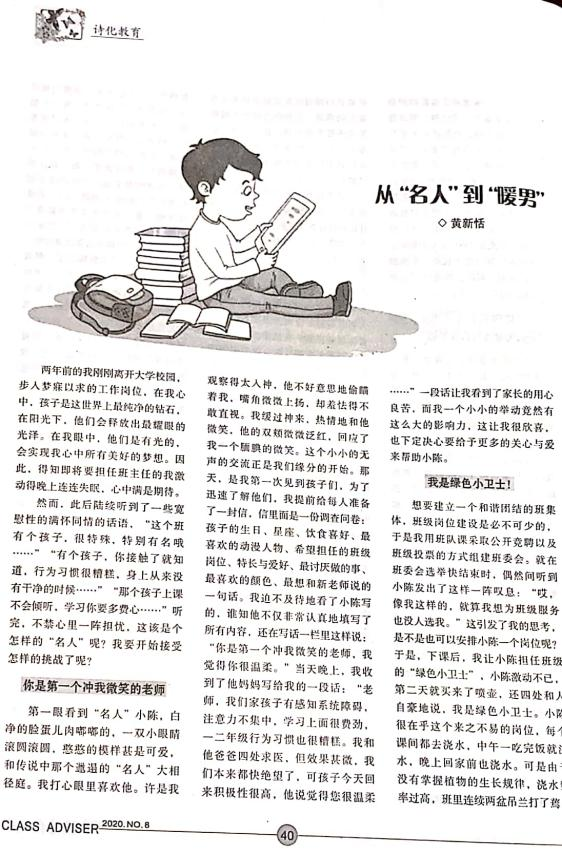 诗化教育
从“名人”到“暖男”
◇ 黄新恬
两年前的我刚刚离开大学校园，
步入梦寐以求的工作岗位，在我心
中，孩子是这世界上最纯净的钻石，
在阳光下，他们会释放出最耀眼的
光泽。在我眼中，他们是有光的，
会实现我心中所有美好的梦想。因
此，得知即将要担任班主任的我激
动得晚上连连失眠，心中满是期待。
然而，此后陆续听到了一些宽
慰性的满怀同情的话语，“这个班
有个孩子，很特殊，特别有名哦
……”“有个孩子，你接触了就知
道，行为习惯很糟糕，身上从来没
有干净的时候……”“那个孩子上课
不会倾听，学习你要多费心……”听
完，不禁心里一阵担忧，这该是个
怎样的“名人”呢？我要开始接受
怎样的挑战了呢？
你是第一个冲我微笑的老师
第一眼看到“名人”小陈，白
净的脸蛋儿肉嘟嘟的，一双小眼睛
滚圆滚圆，憨憨的模样甚是可爱，
和传说中那个邋遢的“名人”大相
径庭。我打心眼里喜欢他。许是我
观察得太入神，他不好意思地偷瞄
着我，嘴角微微上扬，却羞怯得不
敢直视。我缓过神来，热情地和他
微笑，他的双颊微微泛红，回应了
我一个腼腆的微笑。这个小小的无
声的交流正是我们缘分的开始。那
天，是我第一次见到孩子们，为了
迅速了解他们，我提前给每人准备
了一封信，信里面是一份调查问卷：
孩子的生日、星座、饮食喜好、最
喜欢的动漫人物、希望担任的班级
岗位、特长与爱好、最讨厌做的事、
最喜欢的颜色、最想和新老师说的
一句话。我迫不及待地看了小陈写
的，谁知他不仅非常认真地填写了
所有内容，还在写话一栏里这样说：
“你是第一个冲我微笑的老师，我
觉得你很温柔。”当天晚上，我收
到了他妈妈写给我的一段话：“老
师，我们家孩子有感知系统障碍，
注意力不集中，学习上面很费劲，
一二年级行为习惯也很糟糕。我和
他爸爸四处求医，但效果甚微，我
们本来都快绝望了，可孩子今天回
来积极性很高，他说觉得您很温柔
……”一段话让我看到了家长的用心
良苦，而我一个小小的举动竟然有
这么大的影响力，这让我很欣喜，
也下定决心要给予更多的关心与爱
来帮助小陈。
我是绿色小卫士！
想要建立一个和谐团结的班集
体，班级岗位建设是必不可少的，
于是我用班队课采取公开竞聘以及
班级投票的方式组建班委会。就在
班委会选举快结束时，偶然间听到
小陈发出了这样一阵叹息：“哎，
像我这样的，就算我想为班级服务
也没人选我。”这引发了我的思考，
是不是也可以安排小陈一个岗位呢？
于是，下课后，我让小陈担任班级
的“绿色小卫士”，小陈激动不已，
第二天就买来了喷壶，还四处和人
自豪地说，我是绿色小卫士。小陈
很在乎这个来之不易的岗位，每个
课间都去浇水，中午一吃完饭就浇
水，晚上回家前也浇水。可是由于
没有掌握植物的生长规律，浇水
率过高，班里连续两盆吊兰打了蔫
CLASS ADVISER 2020.NO.8
40